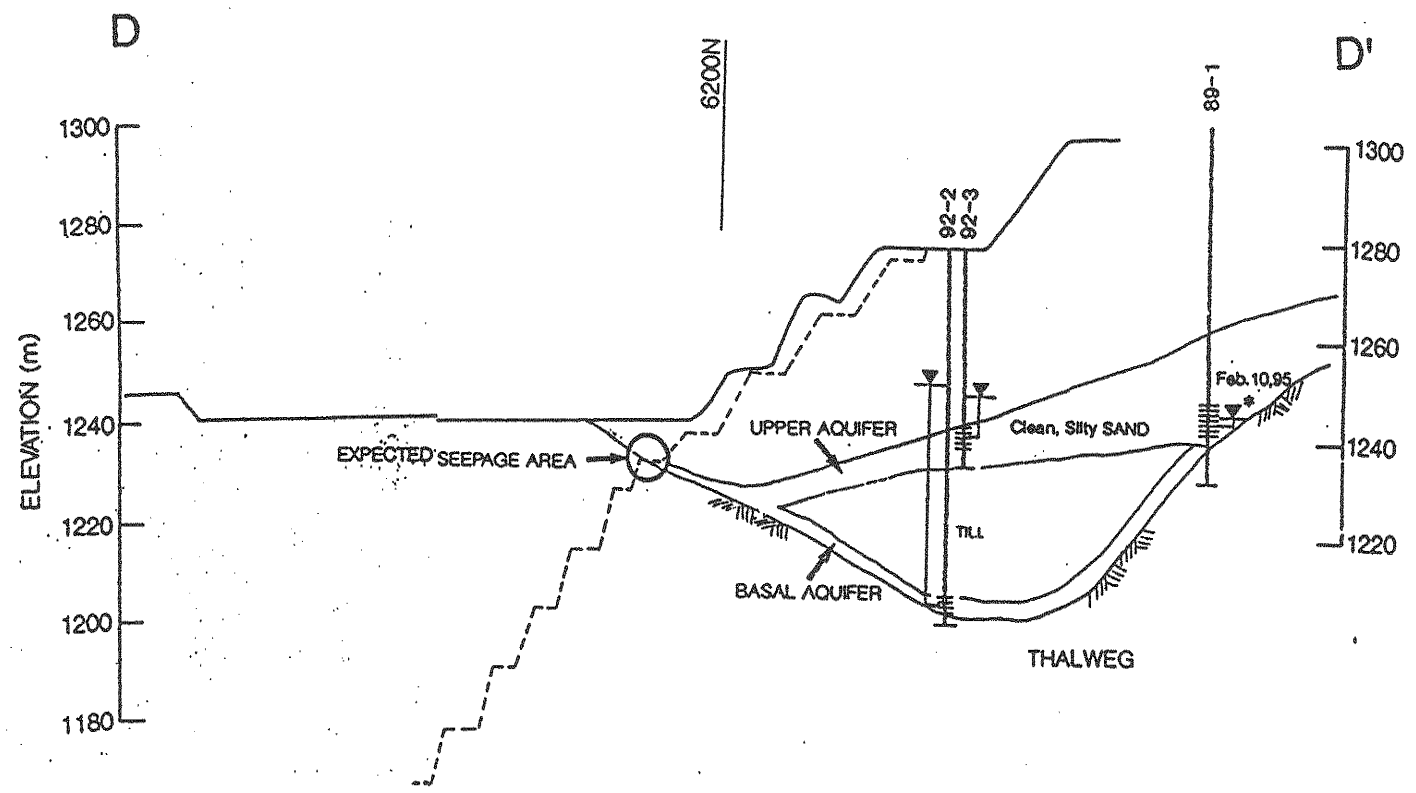 D
D'
6200N
89-1
92-2
92-3
ELEVATION (m)
1300
1280
1260
1240
1220
1200
1180
1300
1280
1260
1240
1220
Feb.10,95
*
UPPER AQUIFER
Clean, Silty SAND
EXPECTED SEEPAGE AREA
TILL
BASAL AQUIFER
THALWEG